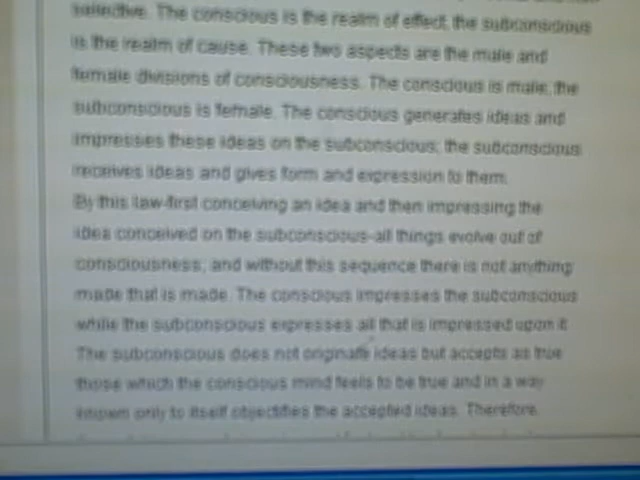 selective. The conscious is the realm of effect; the subconscious
is the realm of cause. These two aspects are the male and
female divisions of consciousness. The conscious is male; the
subconscious is female. The conscious generates ideas and
impresses these ideas on the subconscious; the subconscious
receives ideas and gives form and expression to them.
By this law-first conceiving an idea and then impressing the
idea conceived on the subconscious-all things evolve out of
consciousness; and without this sequence there is not anything
made that is made. The conscious impresses the subconscious
while the subconscious expresses all that is impressed upon it.
The subconscious does not originate ideas but accepts as true
those which the conscious mind feels to be true and in a way
known only to itself objectifies the accepted ideas. Therefore,